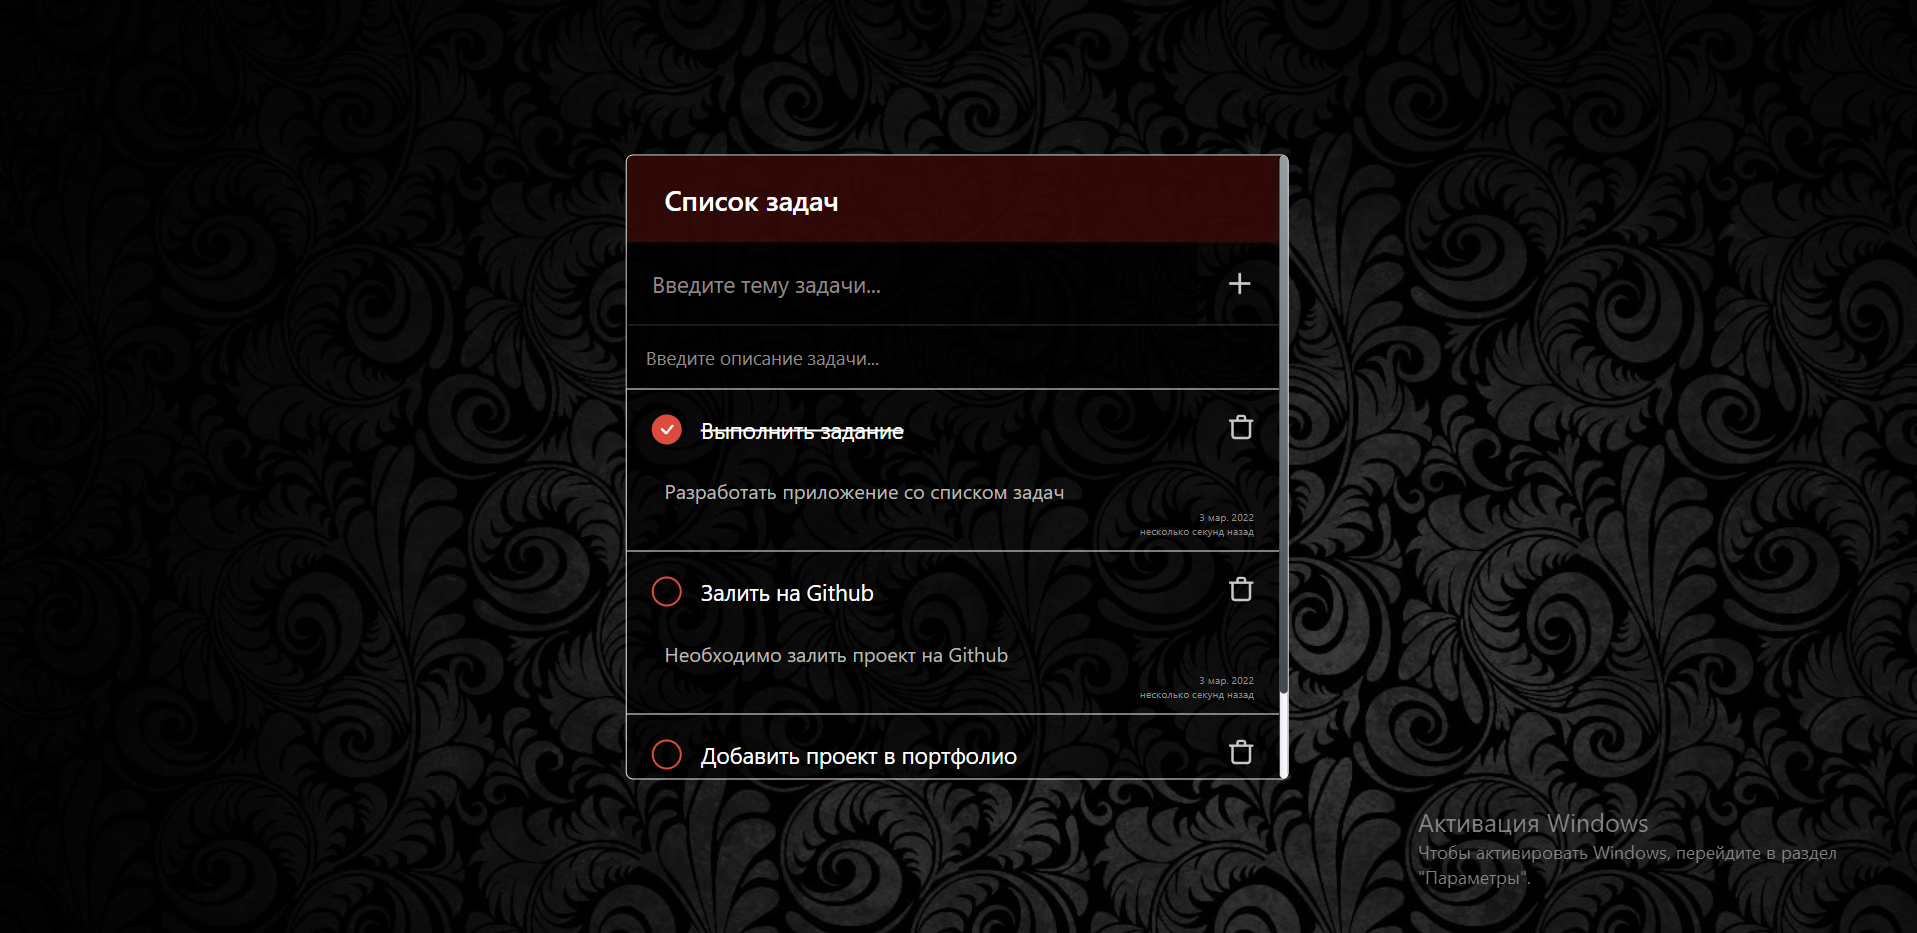 Список задач
Введите тему задачи...
Введите описание задачи...
Выполнить задание
Разработать приложение со списком задач
3 мар. 2022
несколько секунд назад
Залить на Github
Необходимо залить проект на Github
3 мар. 2022
несколько секунд назад
Добавить проект в портфолио
Активация Windows
Чтобы активировать Windows, перейдите в раздел
"Параметры".